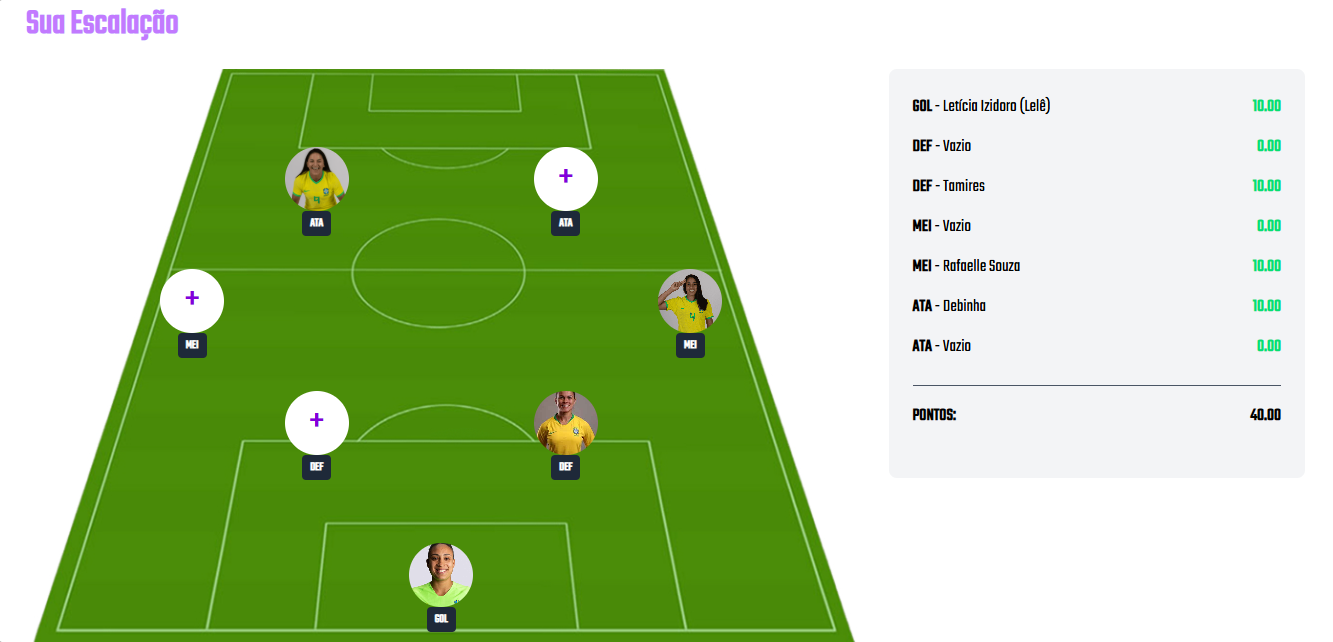 Sua Escalação
ATA
+
ATA
+
MEI
MEI
+
DEF
DEF
GOL
GOL - Letícia Izidora (Lelê) 10.00
DEF - Vazio 0.00
DEF - Tamires 10.00
MEI - Vazio 0.00
MEI - Rafaelle Souza 10.00
ATA - Debinha 10.00
ATA - Vazio 0.00
PONTOS: 40.00